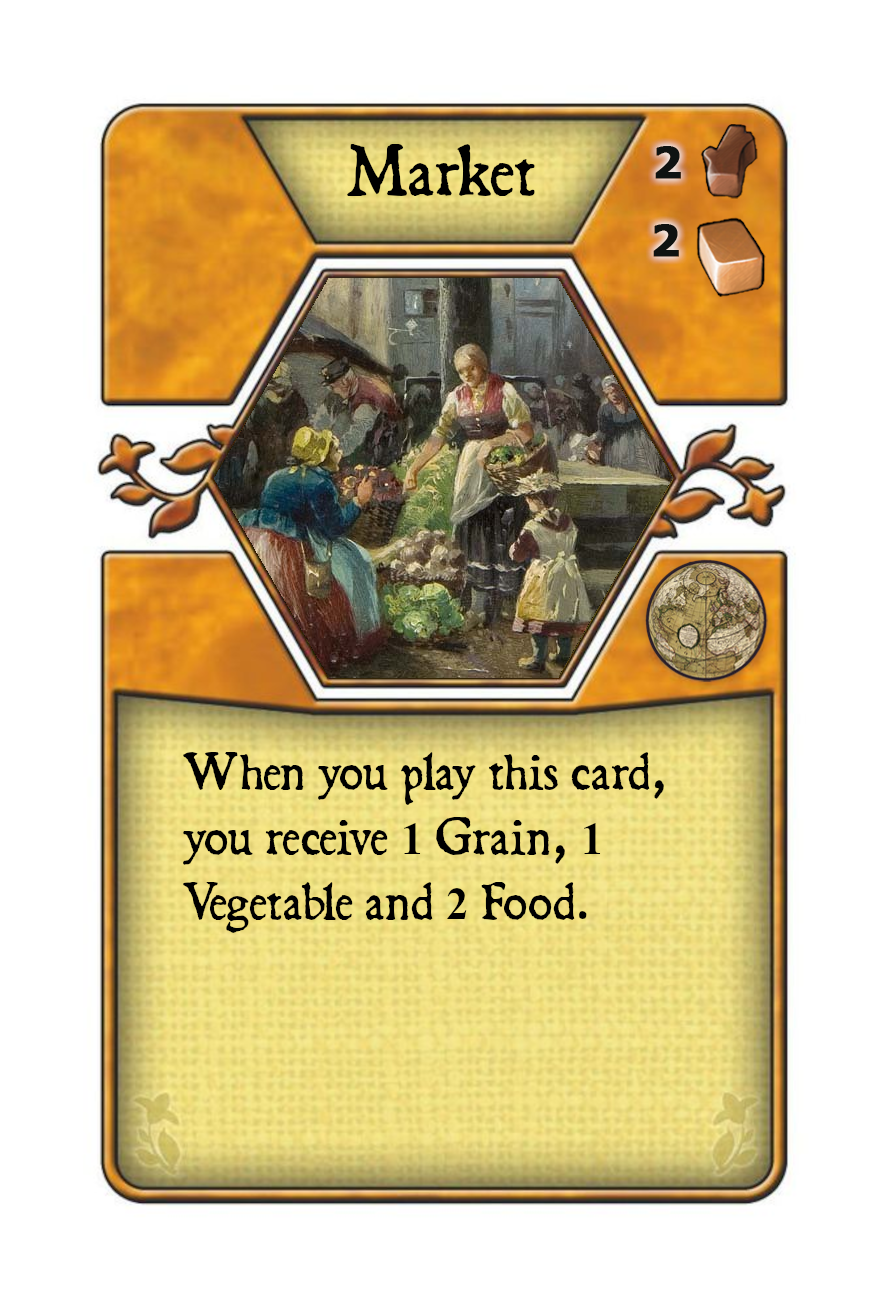 Market
2
2
When you play this card,
you receive 1 Grain, 1
Vegetable and 2 Food.